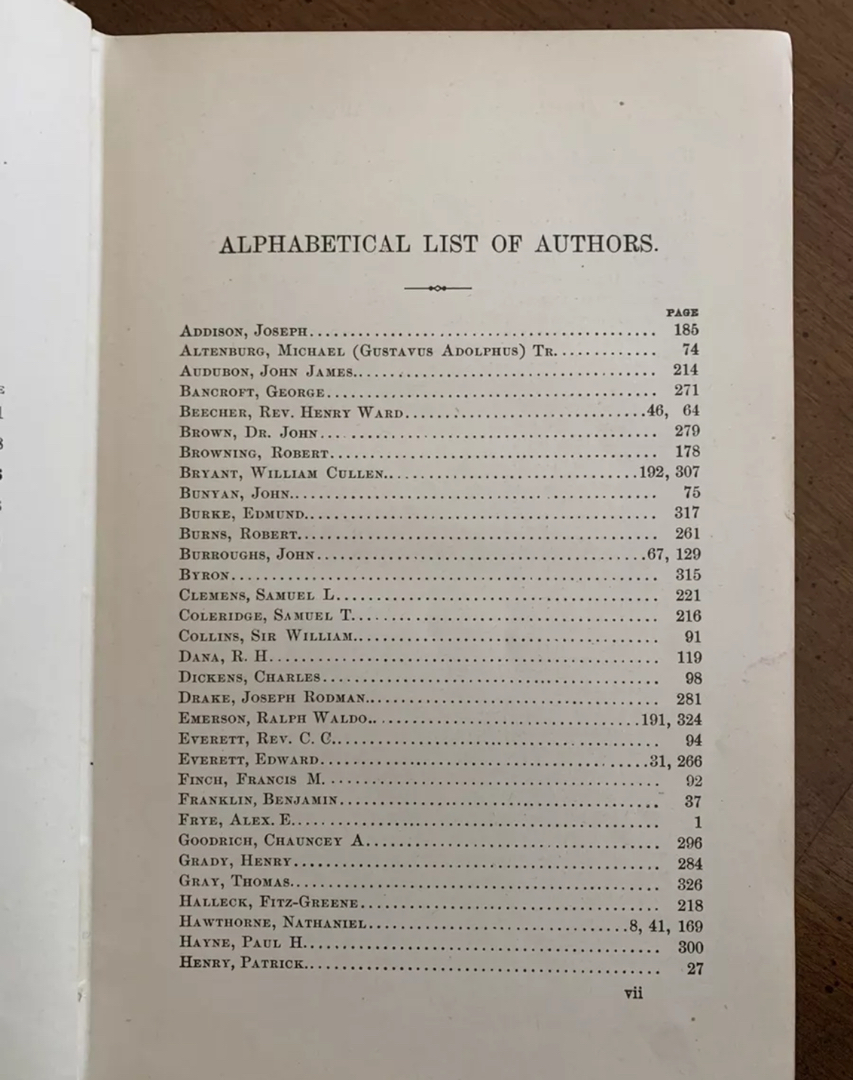 ALPHABETICAL LIST OF AUTHORS.
PAGE
ADDISON, JOSEPH 185
ALTENBURG, MICHAEL (GUSTAVUS ADOLPHUS) TR. 74
AUDUBON, JOHN JAMES 214
BANCROFT, GEORGE 271
BEECHER, REV. HENRY WARD 46, 64
BROWN, DR. JOHN 279
BROWNING, ROBERT 178
BRYANT, WILLIAM CULLEN 192, 307
BUNYAN, JOHN 75
BURKE, EDMUND 317
BURNS, ROBERT 261
BURROUGHS, JOHN 67, 129
BYRON 315
CLEMENS, SAMUEL L. 221
COLERIDGE, SAMUEL T. 216
COLLINS, SIR WILLIAM 91
DANA, R. H. 119
DICKENS, CHARLES 98
DRAKE, JOSEPH RODMAN 281
EMERSON, RALPH WALDO 191, 324
EVERETT, REV. C. C. 94
EVERETT, EDWARD 31, 266
FINCH, FRANCIS M. 92
FRANKLIN, BENJAMIN 37
FRYE, ALEX. E. 1
GOODRICH, CHAUNCEY A. 296
GRADY, HENRY 284
GRAY, THOMAS 326
HALLECK, FITZ-GREENE 218
HAWTHORNE, NATHANIEL 8, 41, 169
HAYNE, PAUL H. 300
HENRY, PATRICK 27
vii